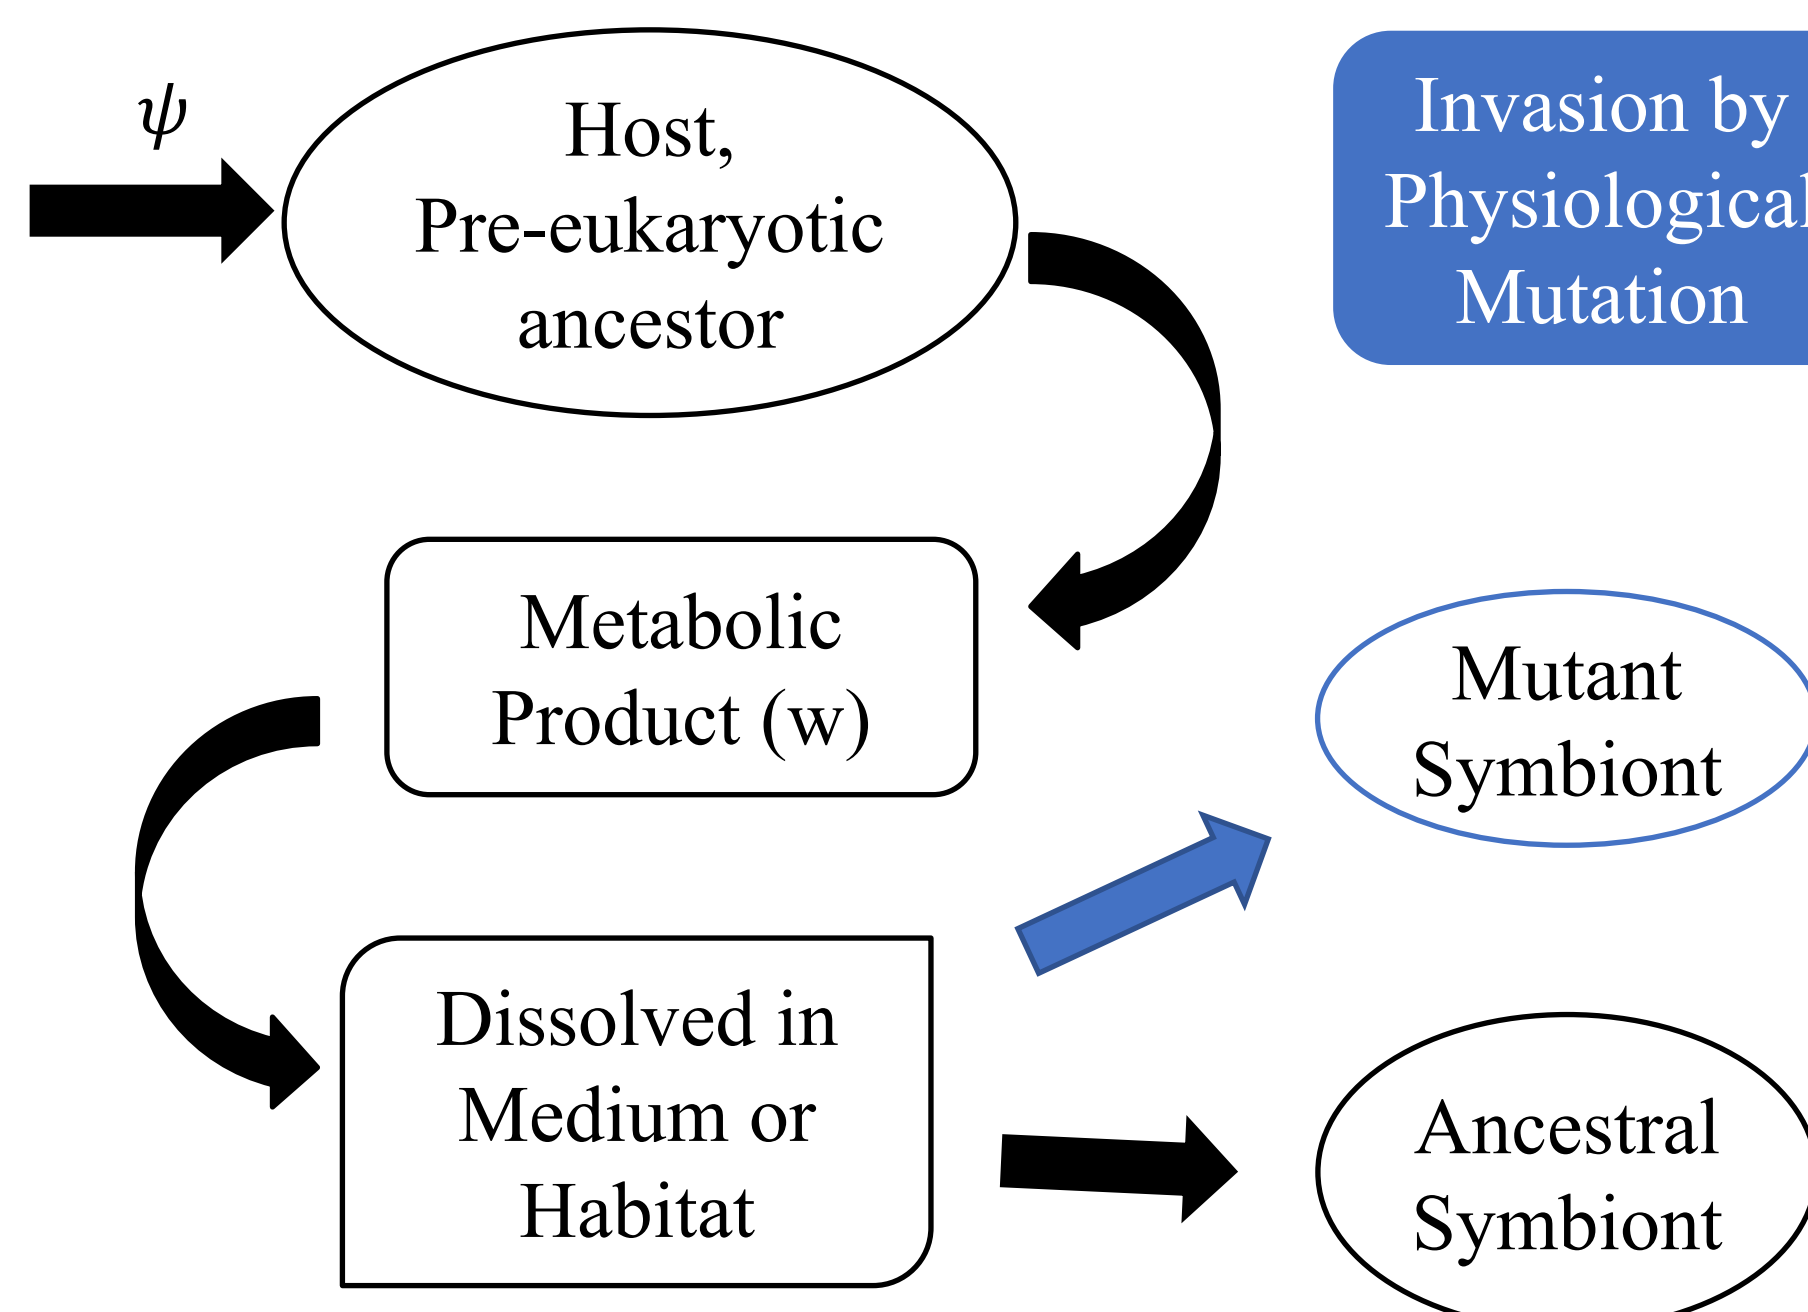 ψ
Host,
Pre-eukaryotic
ancestor
Invasion by
Physiological
Mutation
Metabolic
Product (w)
Mutant
Symbiont
Dissolved in
Medium or
Habitat
Ancestral
Symbiont